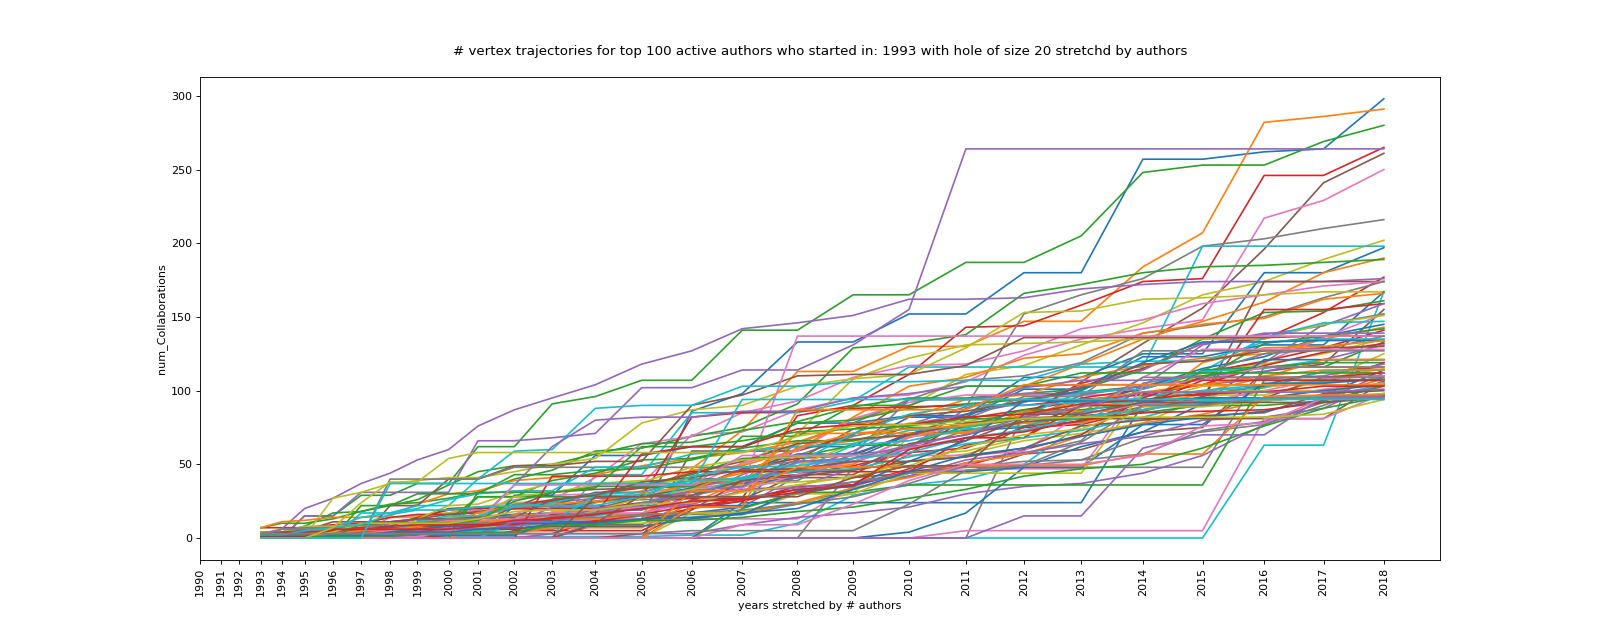 # vertex trajectories for top 100 active authors who started in: 1993 with hole of size 20 stretchd by authors
300
250
200
150
100
50
0
num_Collaborations
1990 1991 1992 1993 1994 1995 1996 1997 1998 1999 2000 2001 2002 2003 2004 2005 2006 2007 2008 2009 2010 2011 2012 2013 2014 2015 2016 2017 2018
years stretched by # authors